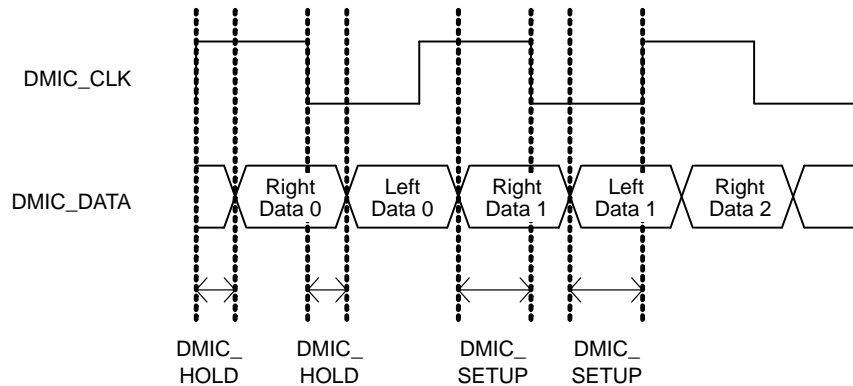 DMIC_CLK
DMIC_DATA
Right
Data 0
Left
Data 0
Right
Data 1
Left
Data 1
Right
Data 2
DMIC_
HOLD
DMIC_
HOLD
DMIC_
SETUP
DMIC_
SETUP